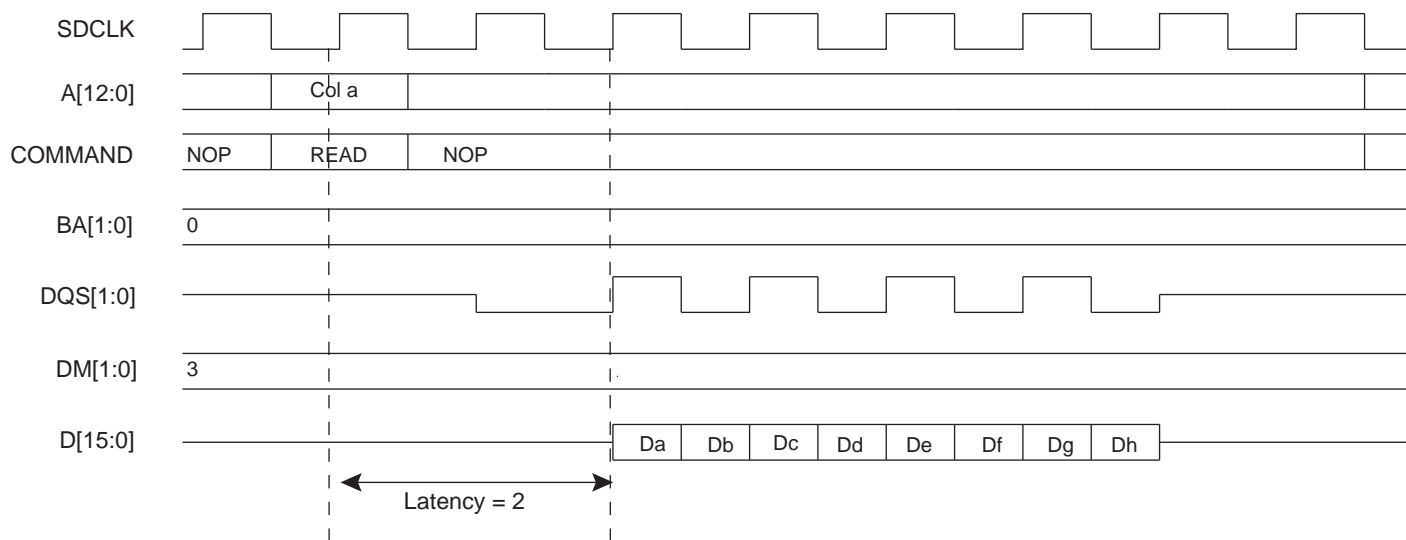 SDCLK
A[12:0] Col a
COMMAND NOP READ NOP
BA[1:0] 0
DQS[1:0]
DM[1:0] 3
D[15:0] Da Db Dc Dd De Df Dg Dh
Latency = 2